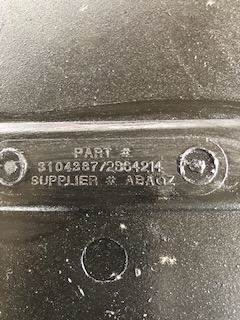 PART #
3104387/2864214
SUPPLIER # ABAOZ